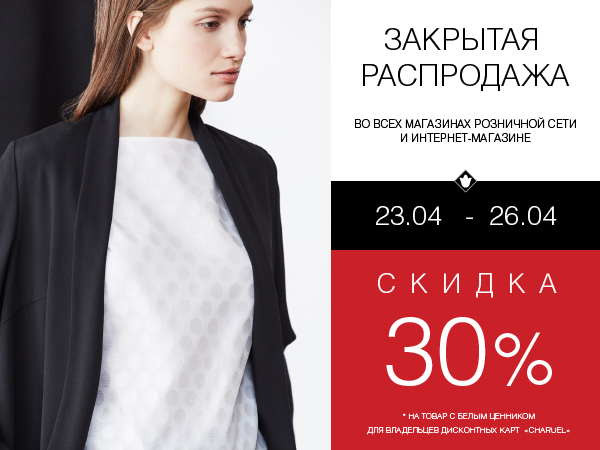 ЗАКРЫТАЯ
РАСПРОДАЖА
ВО ВСЕХ МАГАЗИНАХ РОЗНИЧНОЙ СЕТИ
И ИНТЕРНЕТ-МАГАЗИНЕ
23.04 - 26.04
СКИДКА
30%
* НА ТОВАР С БЕЛЫМ ЦЕННИКОМ
ДЛЯ ВЛАДЕЛЬЦЕВ ДИСКОНТНЫХ КАРТ «CHARUEL»